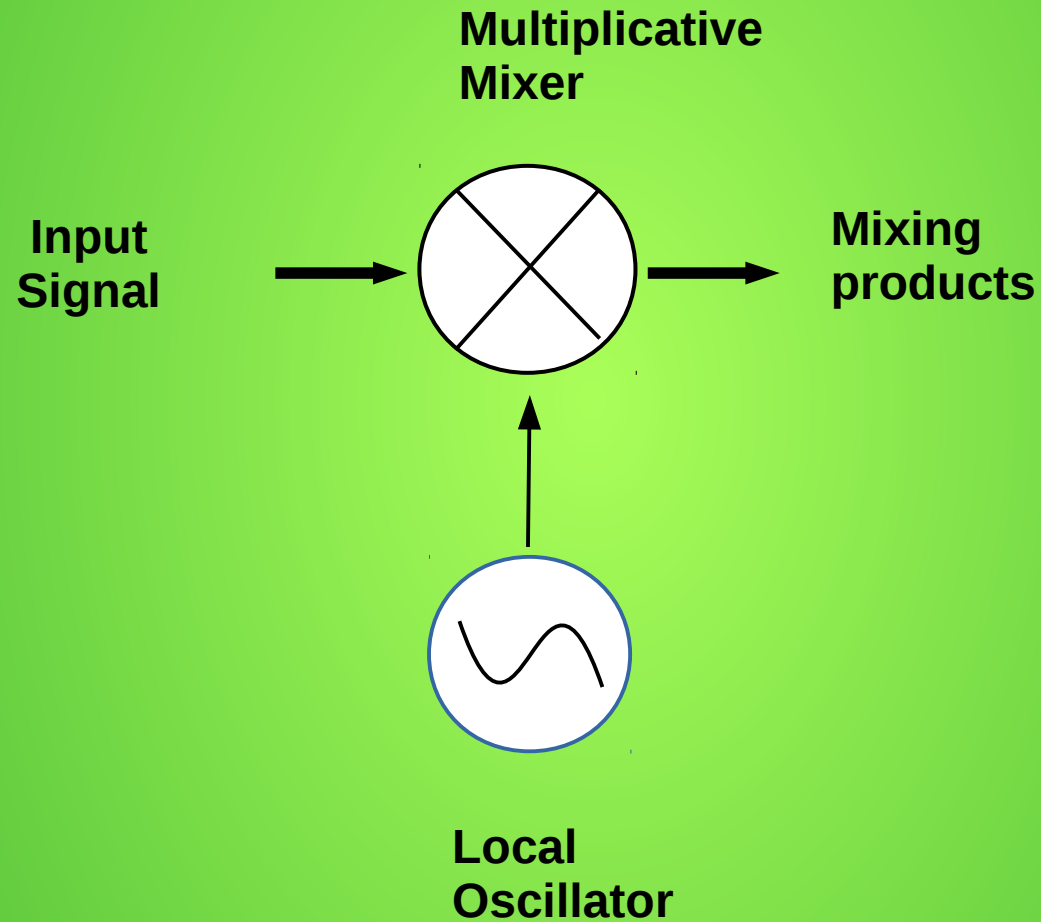 Multiplicative
Mixer
Input
Signal
Mixing
products
Local
Oscillator